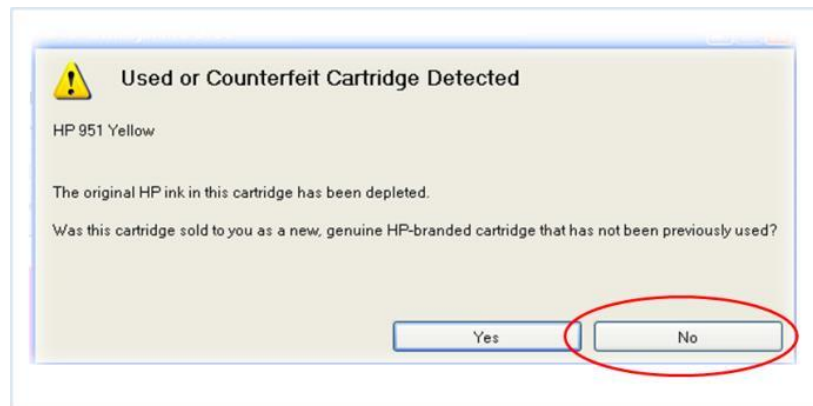 Used or Counterfeit Cartridge Detected
HP 951 Yellow
The original HP ink in this cartridge has been depleted.
Was this cartridge sold to you as a new, genuine HP-branded cartridge that has not been previously used?
Yes
No